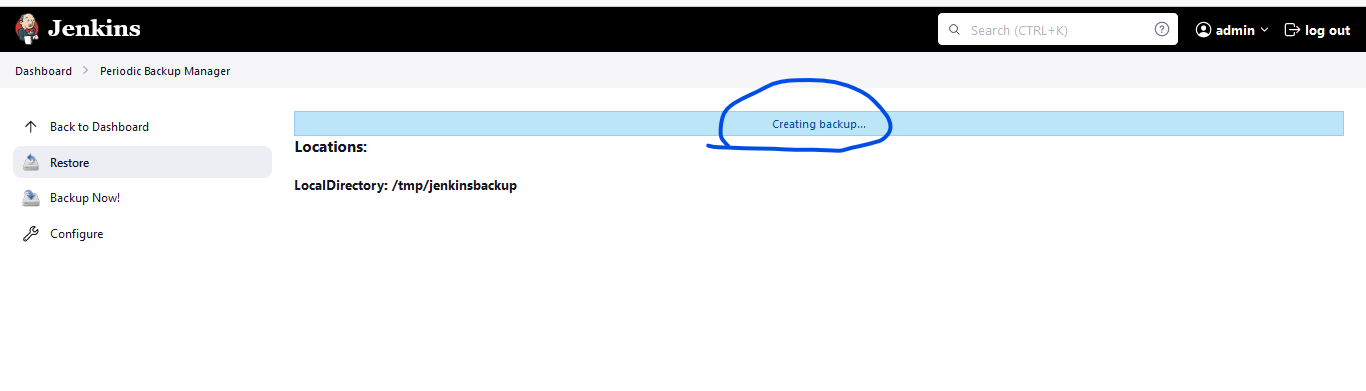 Jenkins
Search (CTRL+K)
admin
log out
Dashboard
Periodic Backup Manager
Back to Dashboard
Restore
Backup Now!
Configure
Creating backup...
Locations:
LocalDirectory: /tmp/jenkinsbackup